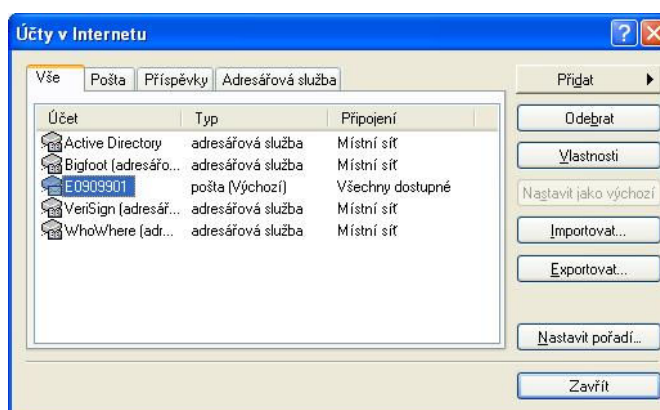 Účty v Internetu
Vše Pošta Příspěvky Adresářová služba
Účet Typ Připojení
Active Directory adresářová služba Místní síť
Bigfoot (adresářo... adresářová služba Místní síť
E0909901 pošta (Výchozí) Všechny dostupné
VeriSign (adresář... adresářová služba Místní síť
WhoWhere (adr... adresářová služba Místní síť
Přidat
Odebrat
Vlastnosti
Nastavit jako výchozí
Importovat...
Exportovat...
Nastavit pořadí...
Zavřít